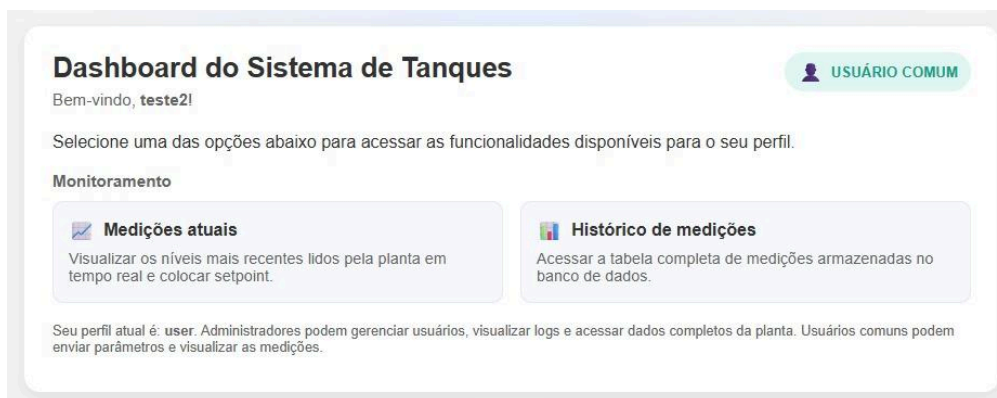 Dashboard do Sistema de Tanques
USUÁRIO COMUM
Bem-vindo, teste2!
Selecione uma das opções abaixo para acessar as funcionalidades disponíveis para o seu perfil.
Monitoramento
Medições atuais
Visualizar os níveis mais recentes lidos pela planta em
tempo real e colocar setpoint.
Histórico de medições
Acessar a tabela completa de medições armazenadas no
banco de dados.
Seu perfil atual é: user. Administradores podem gerenciar usuários, visualizar logs e acessar dados completos da planta. Usuários comuns podem
enviar parâmetros e visualizar as medições.